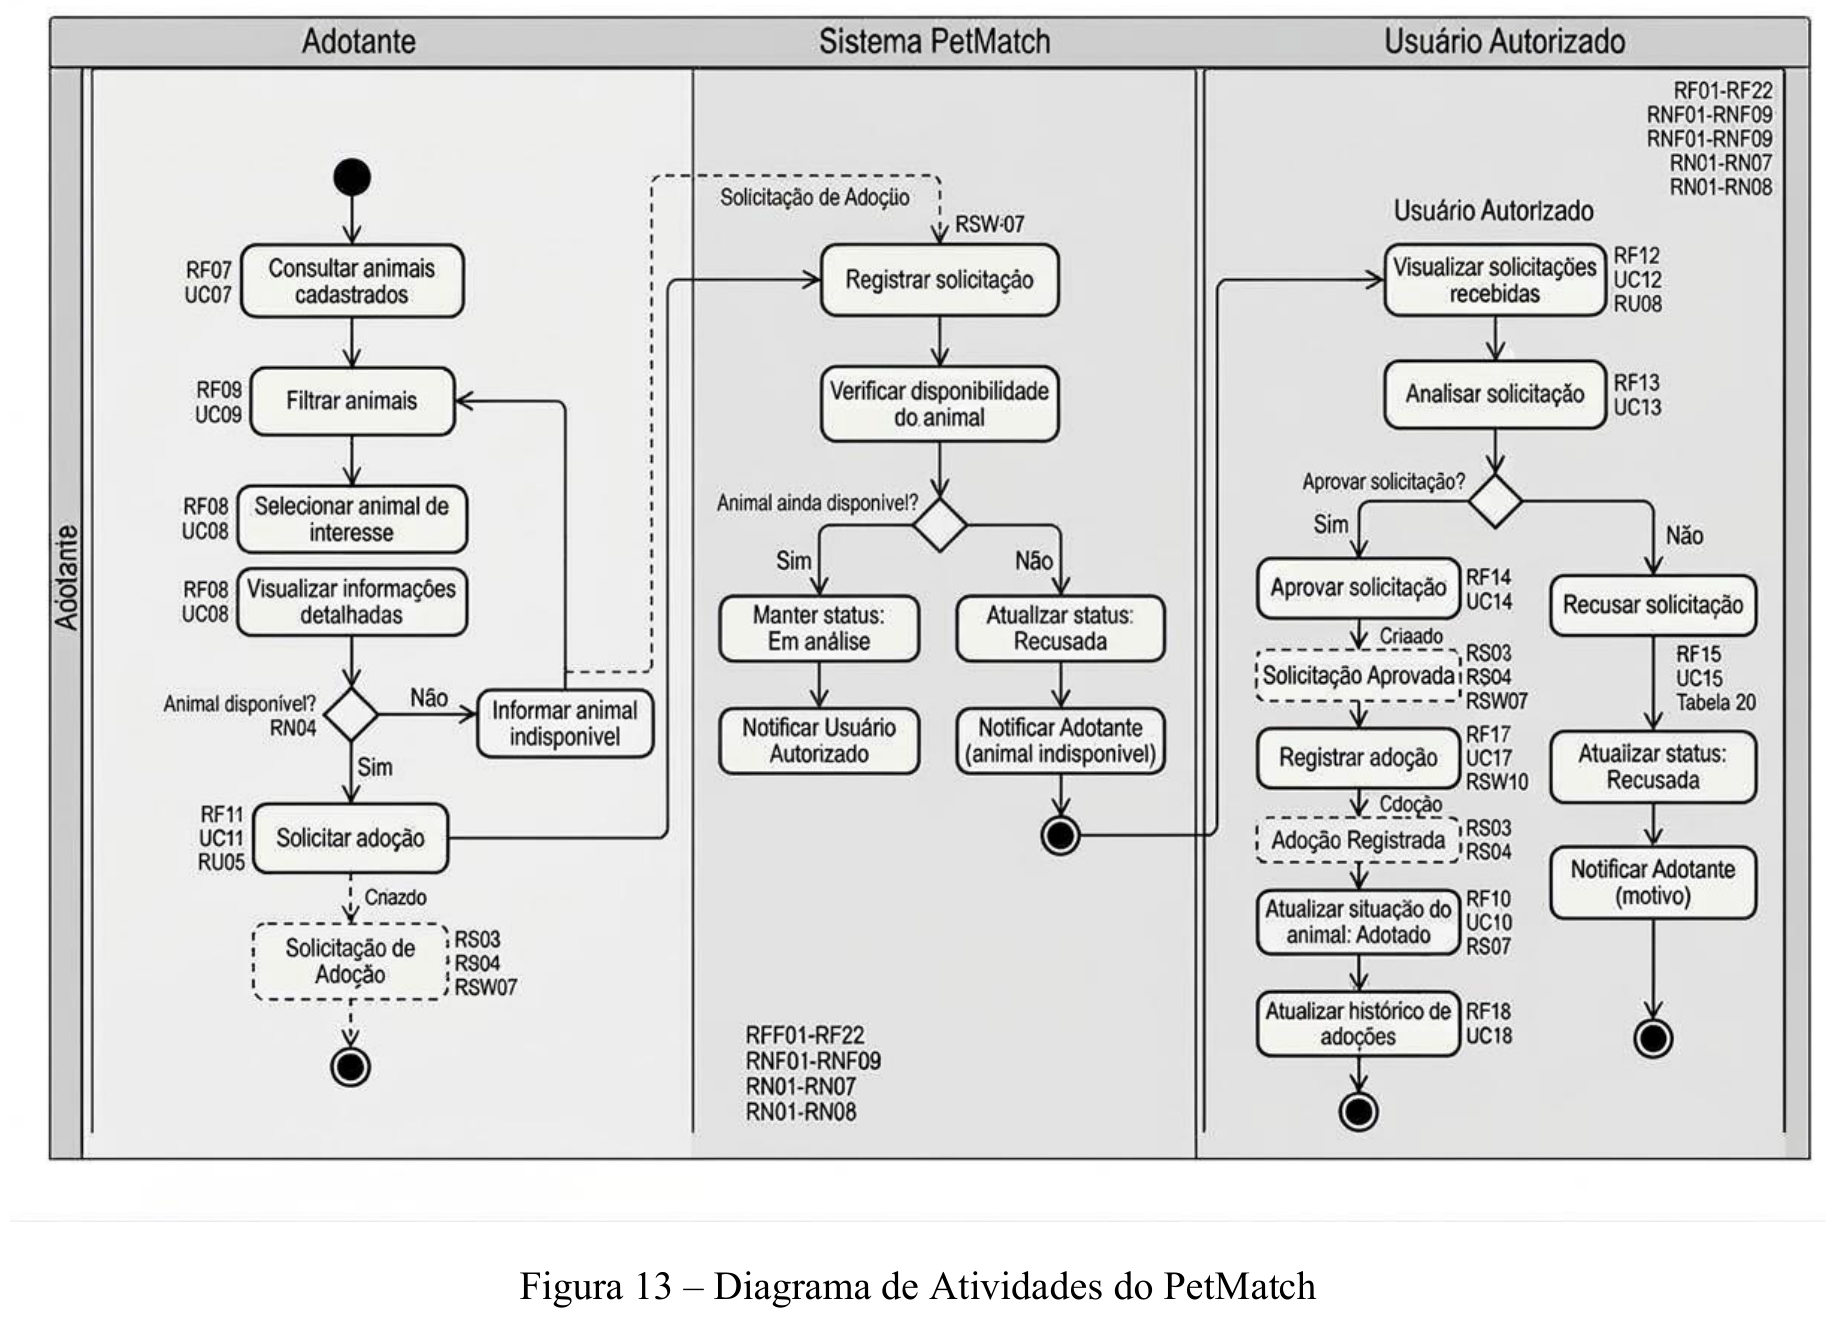 Adotante
Sistema PetMatch
Usuário Autorizado
Adotante
RF07
UC07
Consultar animais
cadastrados
RF09
UC09
Filtrar animais
RF08
UC08
Selecionar animal de
interesse
RF08
UC08
Visualizar informações
detalhadas
Animal disponível?
RN04
Não
Informar animal
indisponivel
Sim
RF11
UC11
RU05
Solicitar adoção
Criazdo
Solicitação de
Adoção
RS03
RS04
RSW07
Solicitação de Adoçüo
RSW:07
Registrar solicitação
Verificar disponibilidade
do animal
Animal ainda disponivel?
Sim
Não
Manter status:
Em análise
Atuallzar status:
Recusada
Notificar Usuário
Autorizado
Notificar Adotante
(animal indisponivel)
RFF01-RF22
RNF01-RNF09
RN01-RN07
RN01-RN08
RF01-RF22
RNF01-RNF09
RNF01-RNF09
RN01-RN07
RN01-RN08
Usuário Autorlzado
Visualizar solicitações
recebidas
RF12
UC12
RU08
Analisar solicitação
RF13
UC13
Aprovar solicitação?
Sim
Não
Aprovar solicitação
RF14
UC14
Recusar solicitação
Criaado
Solicitação Aprovada
RS03
RS04
RSW07
RF15
UC15
Tabela 20
Registrar adoção
RF17
UC17
RSW10
Atuaiizar status:
Recusada
Cdoção
Adoção Registrada
RS03
RS04
Notificar Adotante
(motivo)
Atualizar situação do
animal: Adotado
RF10
UC10
RS07
Atualizar histórico de
adoções
RF18
UC18
Figura 13 – Diagrama de Atividades do PetMatch